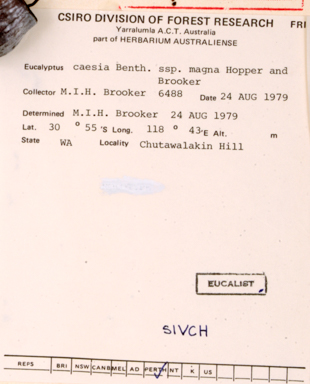 CSIRO DIVISION OF FOREST RESEARCH FRI
Yarralumla A.C.T. Australia
part of HERBARIUM AUSTRALIENSE
Eucalyptus caesia Benth. ssp. magna Hopper and
Brooker
Collector M.I.H. Brooker 6488 Date 24 AUG 1979
Determined M.I.H. Brooker 24 AUG 1979
Lat. 30 ° 55 'S Long. 118 ° 43 'E Alt. m
State WA Locality Chutawalakin Hill
EUCALIST
SIVCH
REFS BRI NSW CANB MEL AD PERTH NT K US